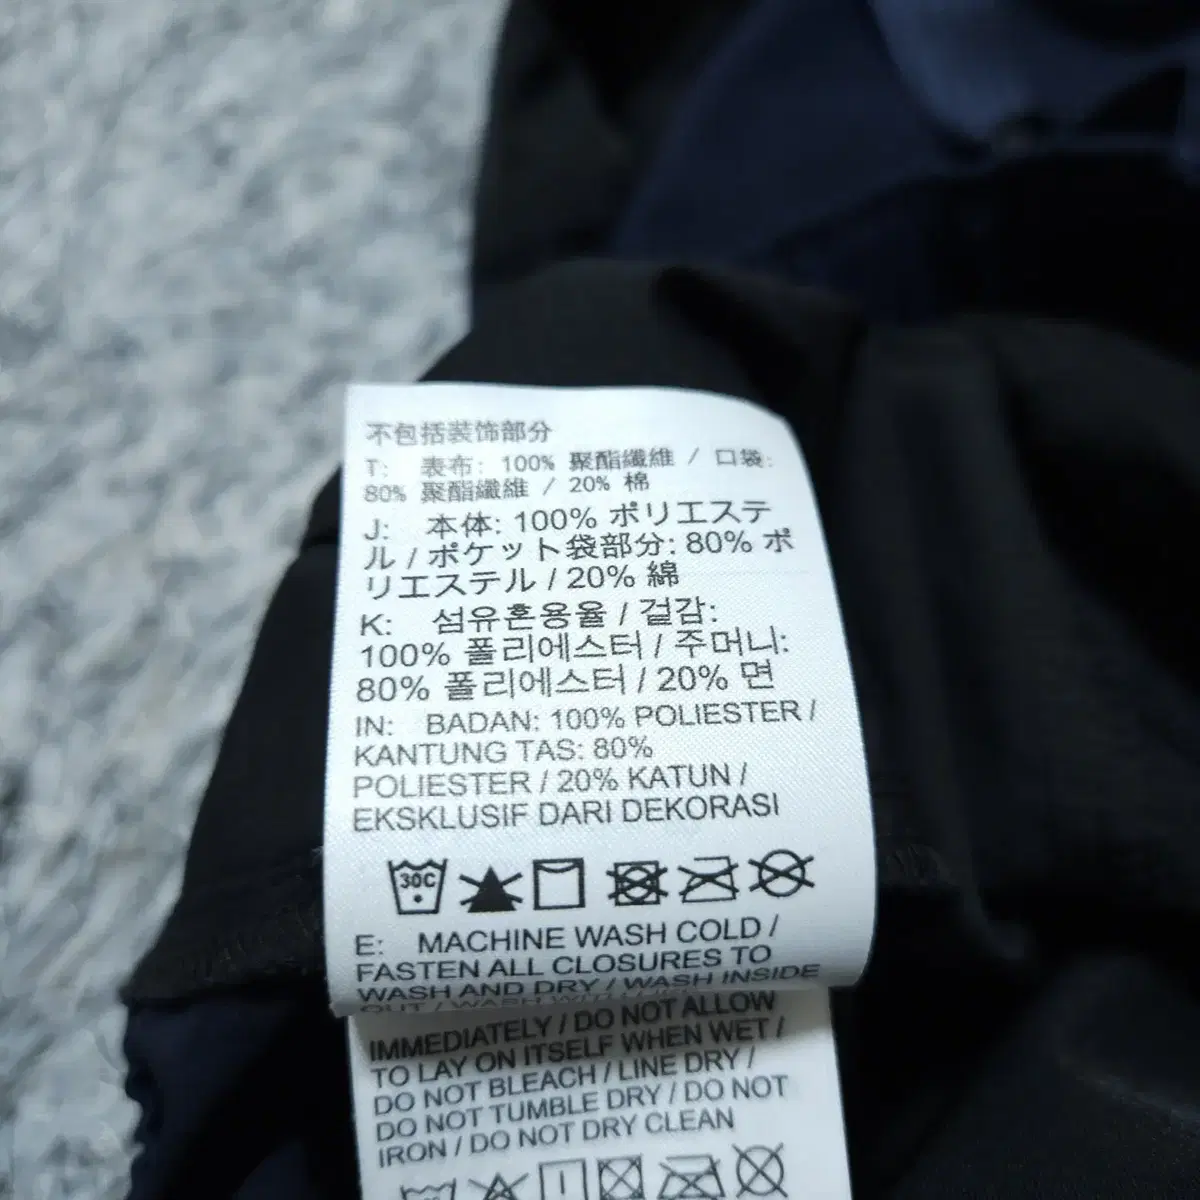 不包括装饰部分
T: 表布: 100% 聚酯纖維 / 口袋:
80% 聚酯纖維 / 20% 棉
J: 本体: 100% ポリエステ
ル / ポケット袋部分: 80% ポ
リエステル / 20% 綿
K: 섬유혼용율 / 겉감:
100% 폴리에스터 / 주머니:
80% 폴리에스터 / 20% 면
IN: BADAN: 100% POLIESTER /
KANTUNG TAS: 80%
POLIESTER / 20% KATUN /
EKSKLUSIF DARI DEKORASI
30C
E: MACHINE WASH COLD /
FASTEN ALL CLOSURES TO
WASH AND DRY / WASH INSIDE
OUT / WASH WITH
IMMEDIATELY / DO NOT ALLOW
TO LAY ON ITSELF WHEN WET /
DO NOT BLEACH / LINE DRY /
DO NOT TUMBLE DRY / DO NOT
IRON / DO NOT DRY CLEAN